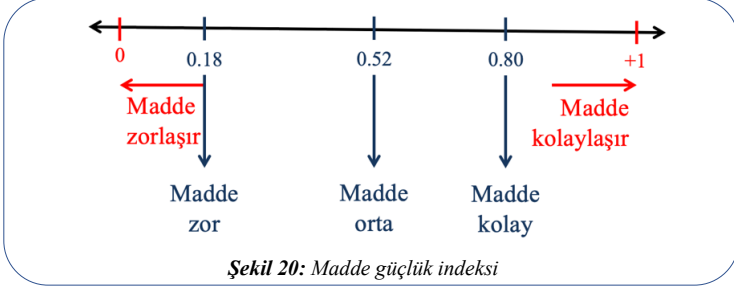 0 0.18 0.52 0.80 +1
Madde zorlaşır
Madde kolaylaşır
Madde zor
Madde orta
Madde kolay
Şekil 20: Madde güçlük indeksi